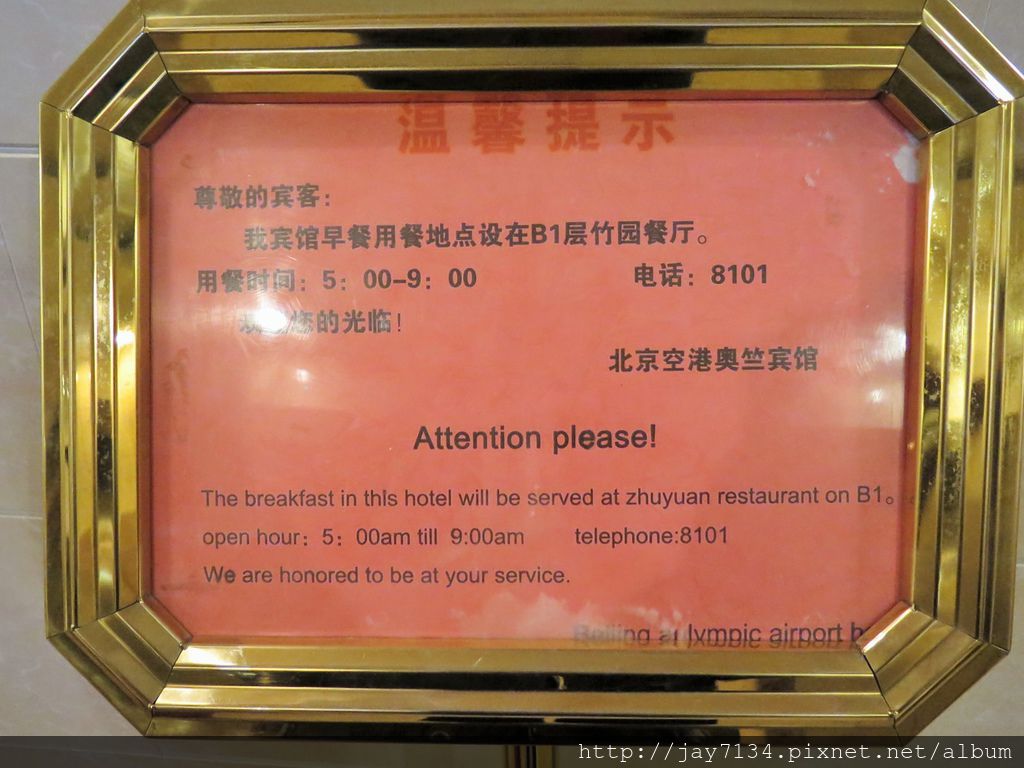 温馨提示
尊敬的宾客：
我宾馆早餐用餐地点设在B1层竹园餐厅。
用餐时间：5：00-9：00 电话：8101
您的光临！
北京空港奥竺宾馆
Attention please!
The breakfast in this hotel will be served at zhuyuan restaurant on B1。
open hour：5：00am till 9:00am telephone:8101
We are honored to be at your service.
airport
http://jay7134.pixnet.net/album